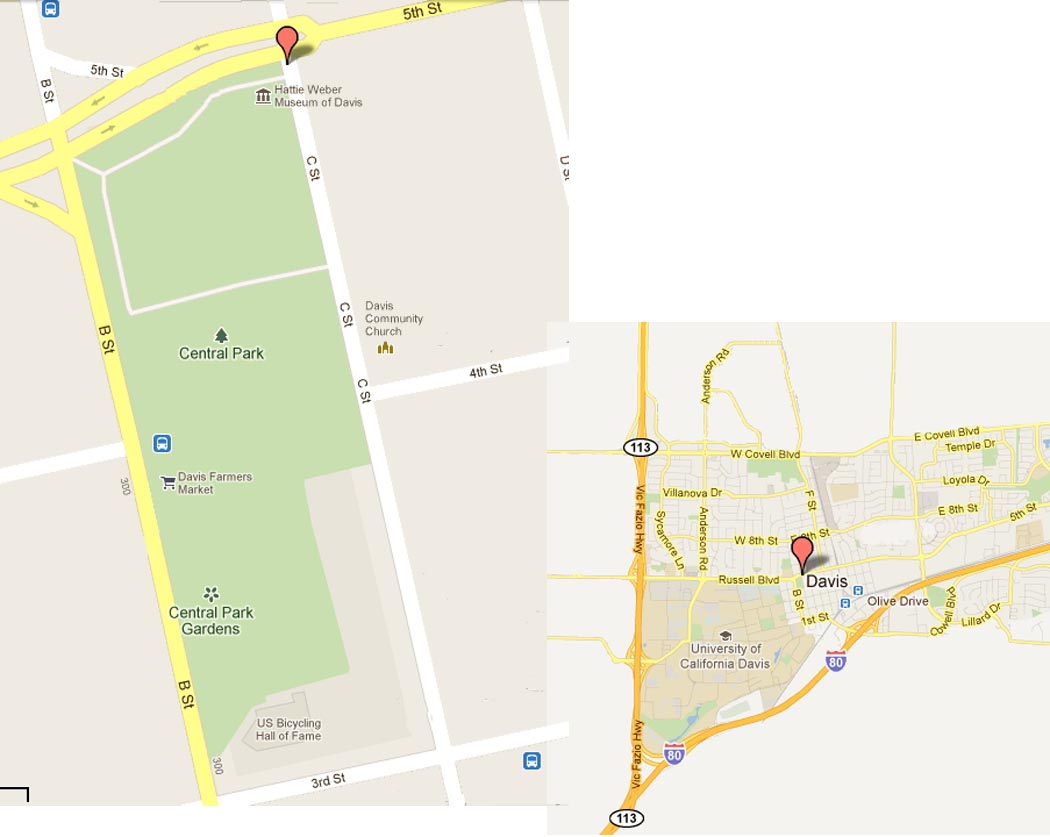 5th St
5th St
B St
Hattie Weber
Museum of Davis
C St
D St
B St
C St
Davis
Community
Church
Central Park
4th St
C St
300
Davis Farmers
Market
Central Park
Gardens
B St
US Bicycling
Hall of Fame
300
3rd St
Anderson Rd
113
W Covell Blvd
E Covell Blvd
Temple Dr
Loyola Dr
Villanova Dr
F St
Vic Fazio Hwy
Sycamore Ln
Anderson Rd
E 8th St
5th St
W 8th St
E 8th St
Russell Blvd
Davis
B St
1st St
Olive Drive
Cowell Blvd
Lillard Dr
University of
California Davis
80
80
Vic Fazio Hwy
113